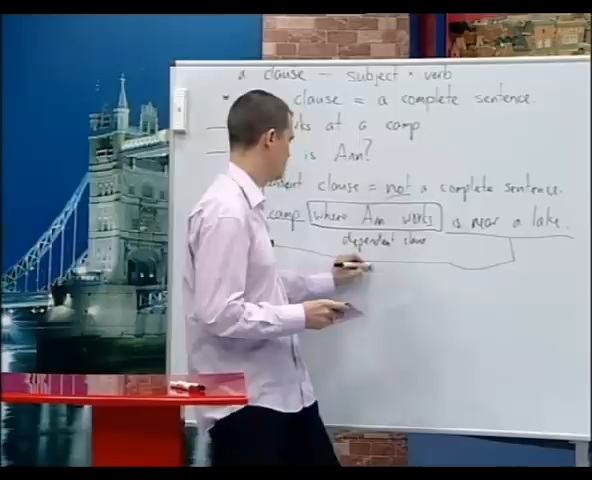 a clause - subject + verb
clause = a complete sentence.
at a camp
is Ann?
clause = not a complete sentence.
camp where Ann works is near a lake.
dependent clause